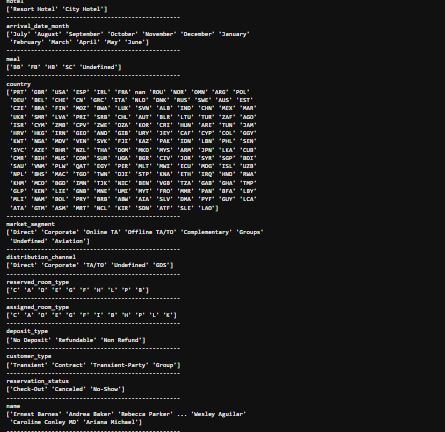 hotel
['Resort Hotel' 'City Hotel']
--------------------------------------------------
arrival_date_month
['July' 'August' 'September' 'October' 'November' 'December' 'January'
 'February' 'March' 'April' 'May' 'June']
--------------------------------------------------
meal
['BB' 'FB' 'HB' 'SC' 'Undefined']
--------------------------------------------------
country
['PRT' 'GBR' 'USA' 'ESP' 'IRL' 'FRA' nan 'ROU' 'NOR' 'OMN' 'ARG' 'POL'
 'DEU' 'BEL' 'CHE' 'CN' 'GRC' 'ITA' 'NLD' 'DNK' 'RUS' 'SWE' 'AUS' 'EST'
 'CZE' 'BRA' 'FIN' 'MOZ' 'BWA' 'LUX' 'SVN' 'ALB' 'IND' 'CHN' 'MEX' 'MAR'
 'UKR' 'SMR' 'LVA' 'PRI' 'SRB' 'CHL' 'AUT' 'BLR' 'LTU' 'TUR' 'ZAF' 'AGO'
 'ISR' 'CYM' 'ZMB' 'CPV' 'ZWE' 'DZA' 'KOR' 'CRI' 'HUN' 'ARE' 'TUN' 'JAM'
 'HRV' 'HKG' 'IRN' 'GEO' 'AND' 'GIB' 'URY' 'JEY' 'CAF' 'CYP' 'COL' 'GGY'
 'KWT' 'NGA' 'MDV' 'VEN' 'SVK' 'FJI' 'KAZ' 'PAK' 'IDN' 'LBN' 'PHL' 'SEN'
 'SYC' 'AZE' 'BHR' 'NZL' 'THA' 'DOM' 'MKD' 'MYS' 'ARM' 'JPN' 'LKA' 'CUB'
 'CMR' 'BIH' 'MUS' 'COM' 'SUR' 'UGA' 'BGR' 'CIV' 'JOR' 'SYR' 'SGP' 'BDI'
 'SAU' 'VNM' 'PLW' 'QAT' 'EGY' 'PER' 'MLT' 'MWI' 'ECU' 'MDG' 'ISL' 'UZB'
 'NPL' 'BHS' 'MAC' 'TGO' 'TWN' 'DJI' 'STP' 'KNA' 'ETH' 'IRQ' 'HND' 'RWA'
 'KHM' 'MCO' 'BGD' 'IMN' 'TJK' 'NIC' 'BEN' 'VGB' 'TZA' 'GAB' 'GHA' 'TMP'
 'GLP' 'KEN' 'LIE' 'GNB' 'MNE' 'UMI' 'MYT' 'FRO' 'MMR' 'PAN' 'BFA' 'LBY'
 'MLI' 'NAM' 'BOL' 'PRY' 'BRB' 'ABW' 'AIA' 'SLV' 'DMA' 'PYF' 'GUY' 'LCA'
 'ATA' 'GTM' 'ASM' 'MRT' 'NCL' 'KIR' 'SDN' 'ATF' 'SLE' 'LAO']
--------------------------------------------------
market_segment
['Direct' 'Corporate' 'Online TA' 'Offline TA/TO' 'Complementary' 'Groups'
 'Undefined' 'Aviation']
--------------------------------------------------
distribution_channel
['Direct' 'Corporate' 'TA/TO' 'Undefined' 'GDS']
--------------------------------------------------
reserved_room_type
['C' 'A' 'D' 'E' 'G' 'F' 'H' 'L' 'P' 'B']
--------------------------------------------------
assigned_room_type
['C' 'A' 'D' 'E' 'G' 'F' 'I' 'B' 'H' 'P' 'L' 'K']
--------------------------------------------------
deposit_type
['No Deposit' 'Refundable' 'Non Refund']
--------------------------------------------------
customer_type
['Transient' 'Contract' 'Transient-Party' 'Group']
--------------------------------------------------
reservation_status
['Check-Out' 'Canceled' 'No-Show']
--------------------------------------------------
name
['Ernest Barnes' 'Andrea Baker' 'Rebecca Parker' ... 'Wesley Aguilar'
 'Caroline Conley MD' 'Ariana Michael']
--------------------------------------------------